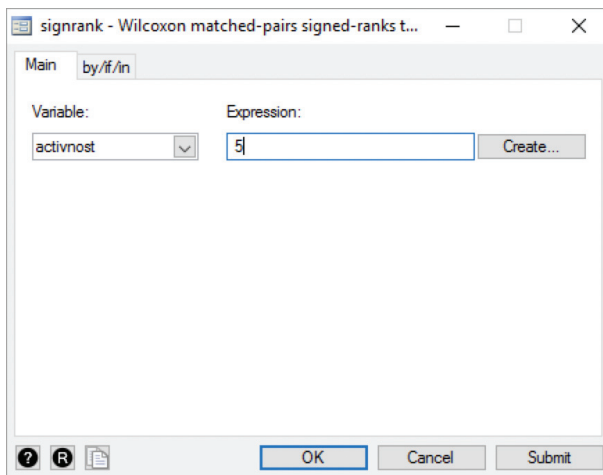 signrank - Wilcoxon matched-pairs signed-ranks t...
Main by/if/in
Variable: Expression:
activnost 5 Create...
? R OK Cancel Submit